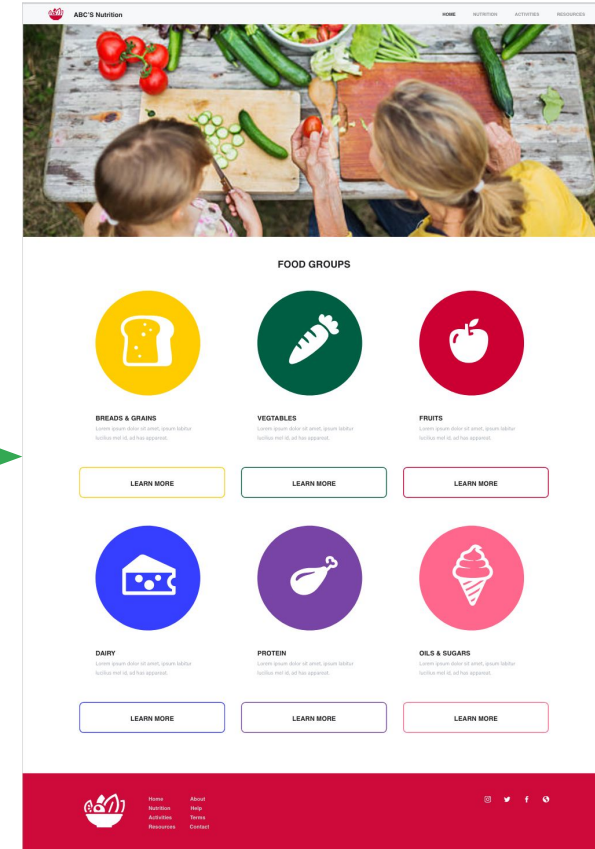 ABC'S Nutrition
HOME NUTRITION ACTIVITIES RESOURCES
FOOD GROUPS
BREADS & GRAINS
Lorem ipsum dolor sit amet, ipsum labitur
lucilius mel id, ad has appareat.
VEGTABLES
Lorem ipsum dolor sit amet, ipsum labitur
lucilius mel id, ad has appareat.
FRUITS
Lorem ipsum dolor sit amet, ipsum labitur
lucilius mel id, ad has appareat.
LEARN MORE
LEARN MORE
LEARN MORE
DAIRY
Lorem ipsum dolor sit amet, ipsum labitur
lucilius mel id, ad has appareat.
PROTEIN
Lorem ipsum dolor sit amet, ipsum labitur
lucilius mel id, ad has appareat.
OILS & SUGARS
Lorem ipsum dolor sit amet, ipsum labitur
lucilius mel id, ad has appareat.
LEARN MORE
LEARN MORE
LEARN MORE
Home
Nutrition
Activities
Resources
About
Help
Terms
Contact